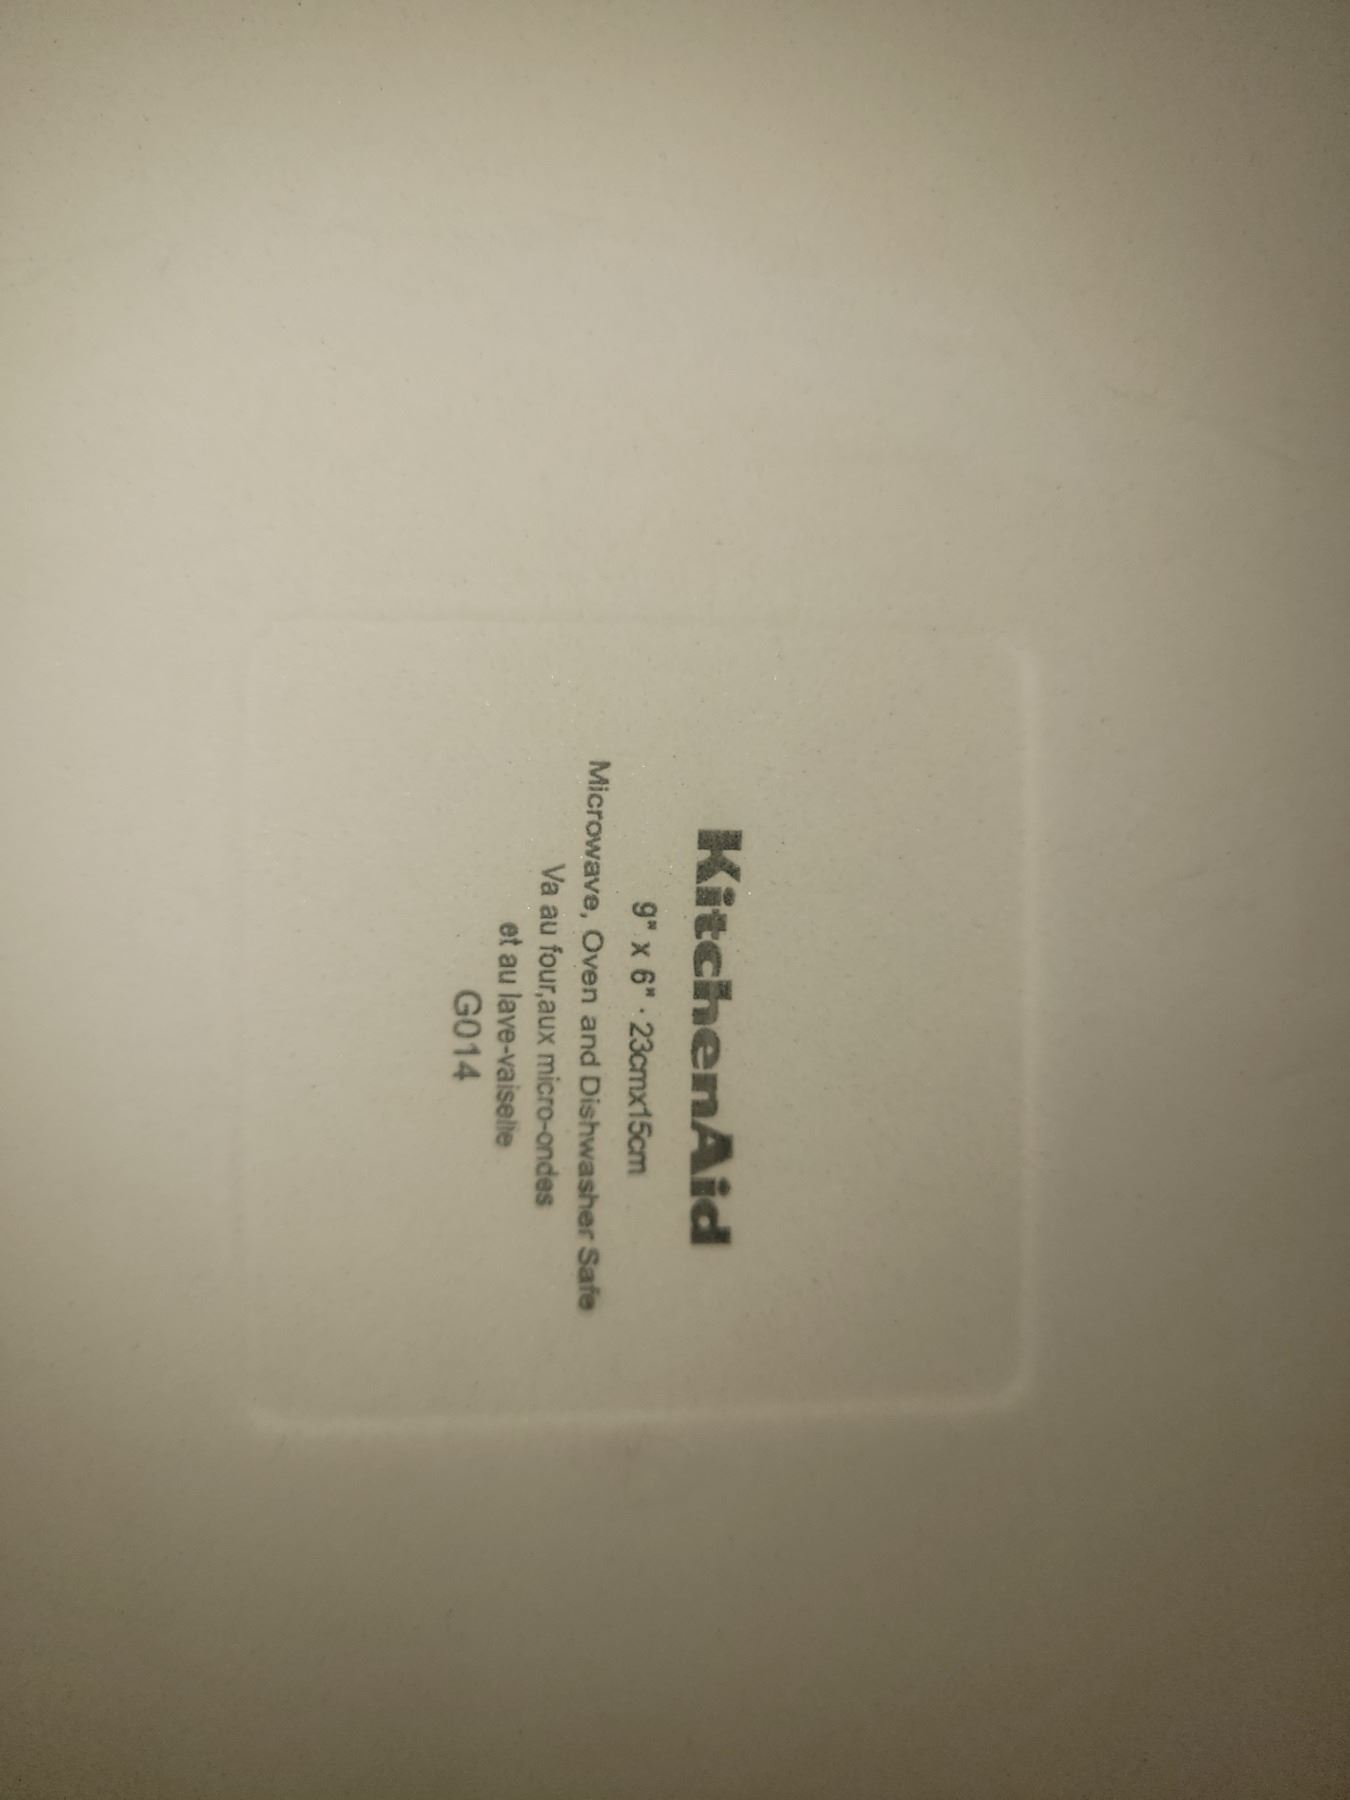 KitchenAid
9" x 6" · 23cmx15cm
Microwave, Oven and Dishwasher Safe
Va au four,aux micro-ondes
et au lave-vaiselle
G014